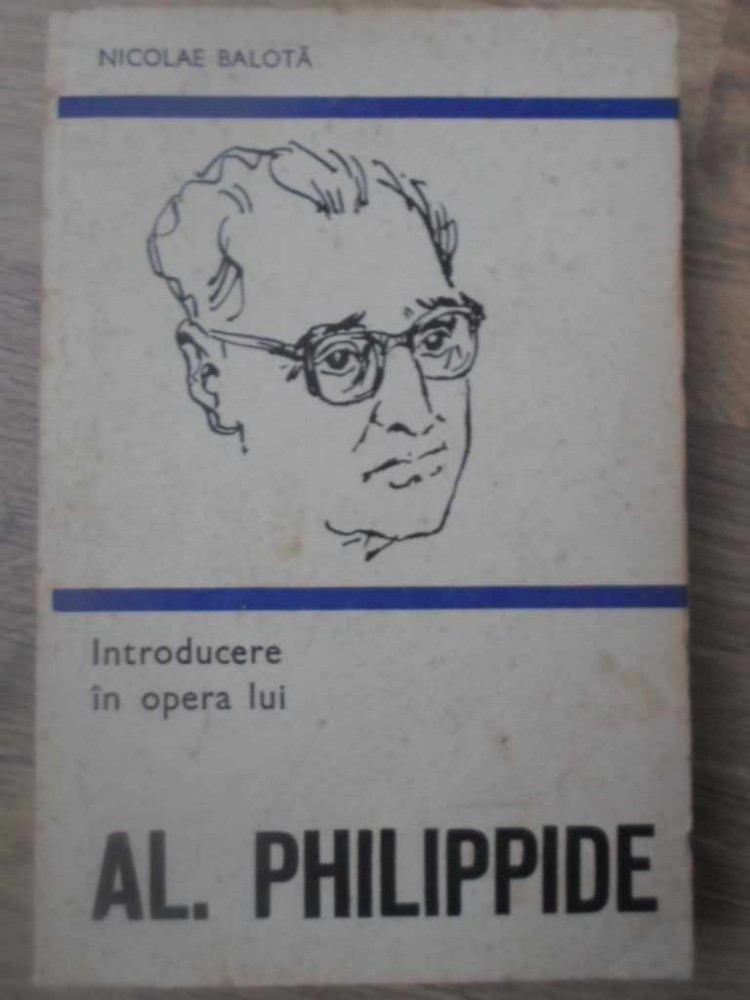 NICOLAE BALOTĂ
Introducere
în opera lui
AL. PHILIPPIDE